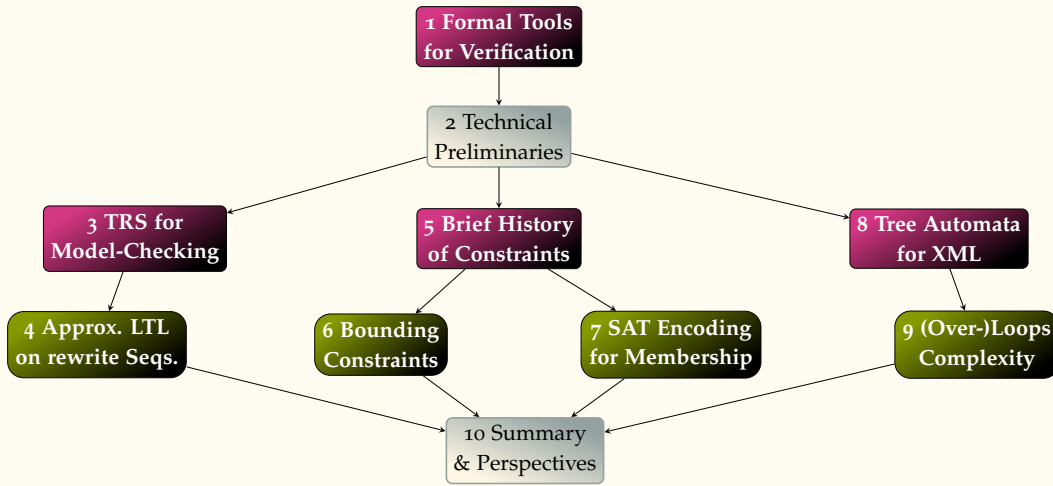 1 Formal Tools
for Verification
2 Technical
Preliminaries
3 TRS for
Model-Checking
5 Brief History
of Constraints
8 Tree Automata
for XML
4 Approx. LTL
on rewrite Seqs.
6 Bounding
Constraints
7 SAT Encoding
for Membership
9 (Over-)Loops
Complexity
10 Summary
& Perspectives